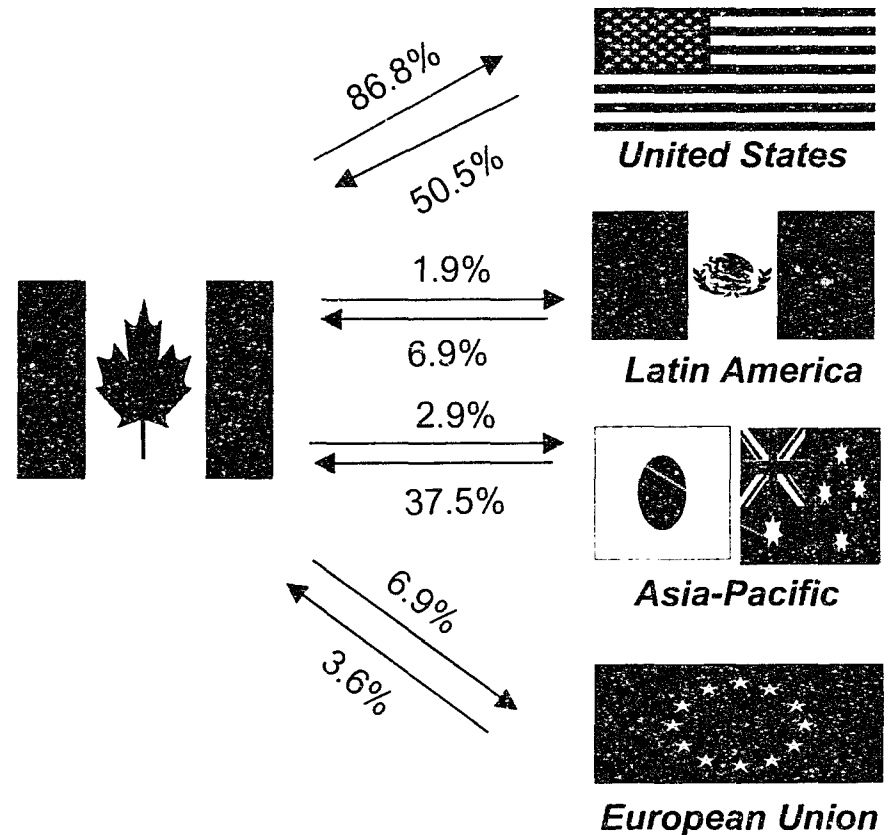 86.8%
50.5%
United States
1.9%
6.9%
Latin America
2.9%
37.5%
Asia-Pacific
6.9%
3.6%
European Union